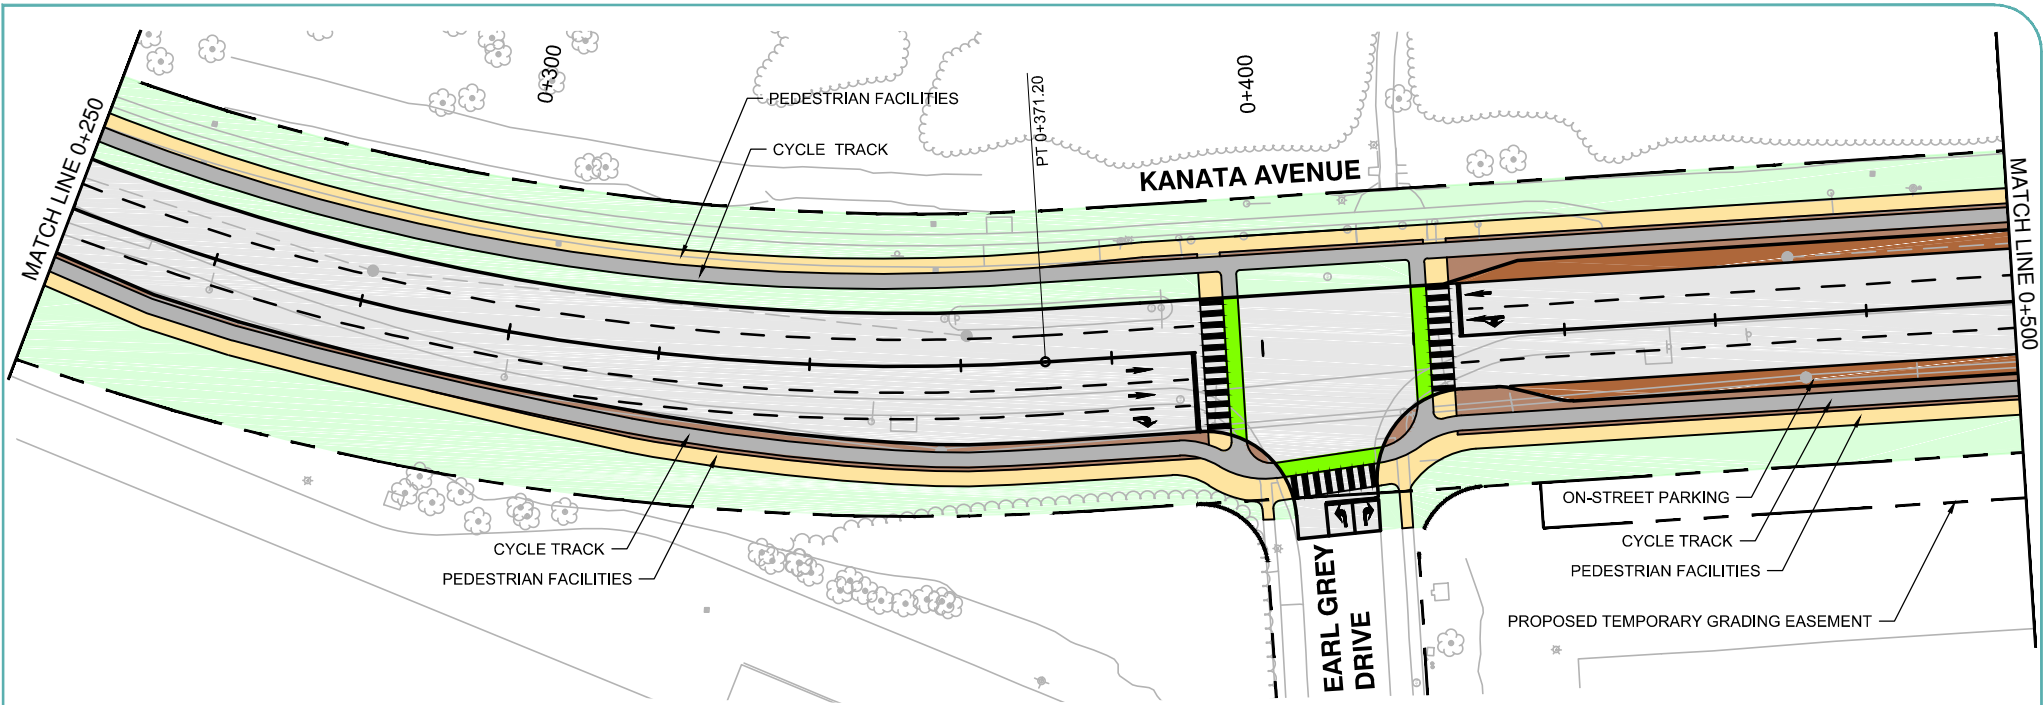 MATCH LINE 0+250
0+300
PEDESTRIAN FACILITIES
CYCLE TRACK
PT 0+371.20
0+400
KANATA AVENUE
MATCH LINE 0+500
CYCLE TRACK
PEDESTRIAN FACILITIES
EARL GREY
DRIVE
ON-STREET PARKING
CYCLE TRACK
PEDESTRIAN FACILITIES
PROPOSED TEMPORARY GRADING EASEMENT